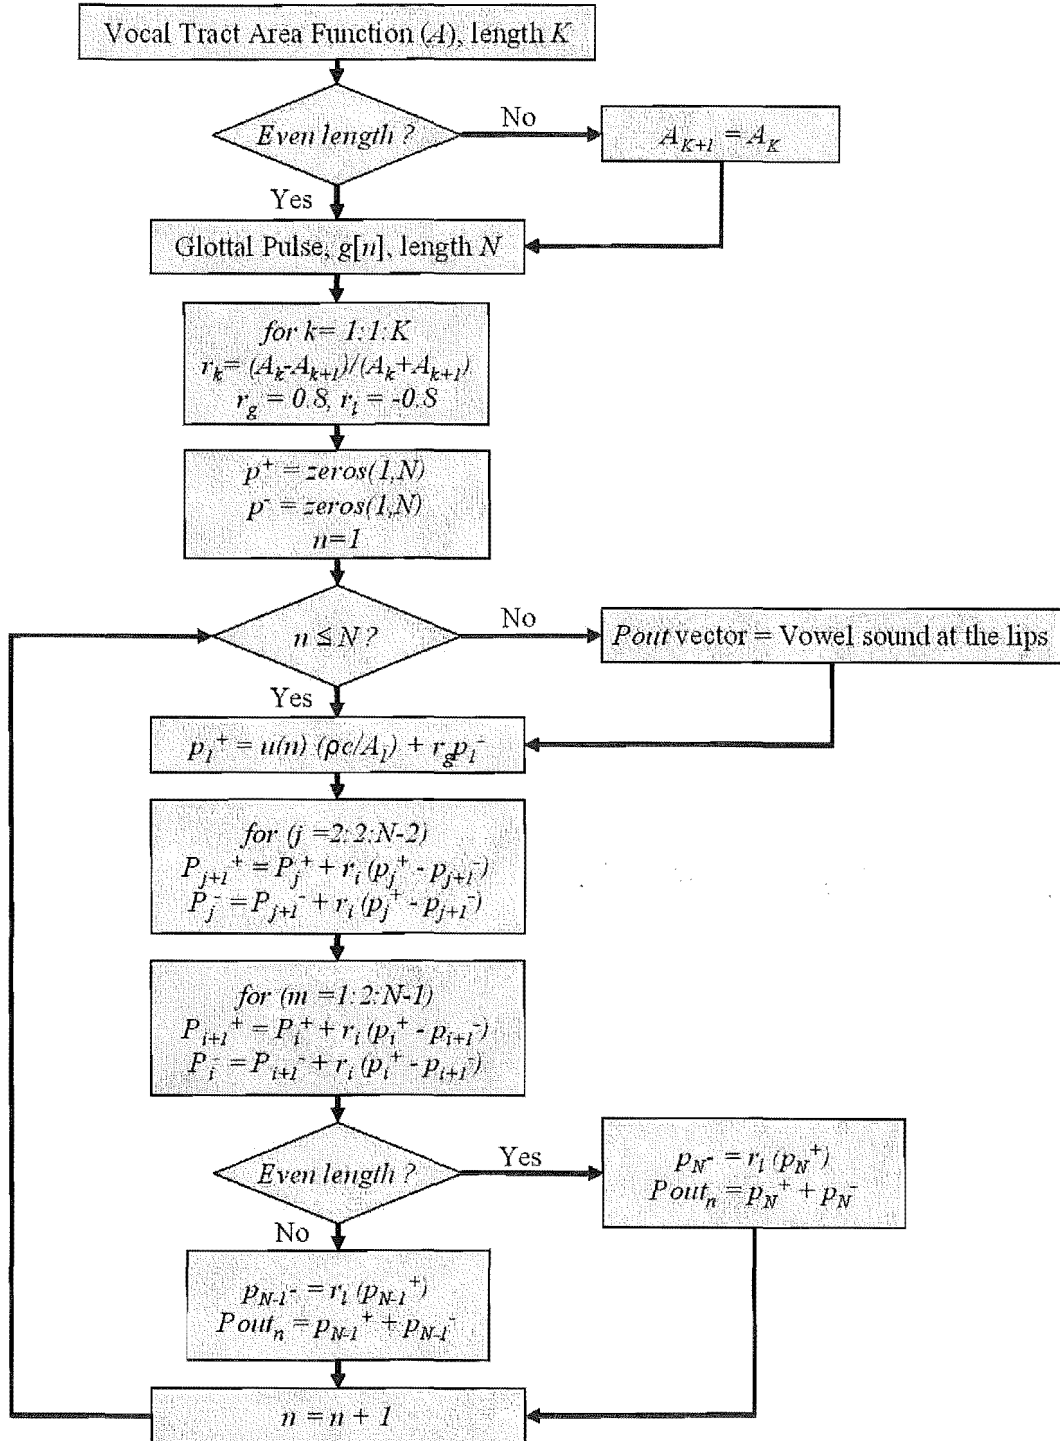 Vocal Tract Area Function (A), length K
Even length ?
No
A_{K+1} = A_K
Yes
Glottal Pulse, g[n], length N
for k= 1:1:K
r_k= (A_k-A_{k+1})/(A_k+A_{k+1})
r_g = 0.8, r_l = -0.8
p^+ = zeros(1,N)
p^- = zeros(1,N)
n=1
n ≤ N ?
No
Pout vector = Vowel sound at the lips
Yes
p_1^+ = u(n) (ρc/A_1) + r_g p_1^-
for (j =2:2:N-2)
P_{j+1}^+ = P_j^+ + r_i (p_j^+ - p_{j+1}^-)
P_j^- = P_{j+1}^- + r_i (p_j^+ - p_{j+1}^-)
for (m =1:2:N-1)
P_{i+1}^+ = P_i^+ + r_i (p_i^+ - p_{i+1}^-)
P_i^- = P_{i+1}^- + r_i (p_i^+ - p_{i+1}^-)
Even length ?
Yes
p_N^- = r_l (p_N^+)
Pout_n = p_N^+ + p_N^-
No
p_{N-1}^- = r_l (p_{N-1}^+)
Pout_n = p_{N-1}^+ + p_{N-1}^-
n = n + 1